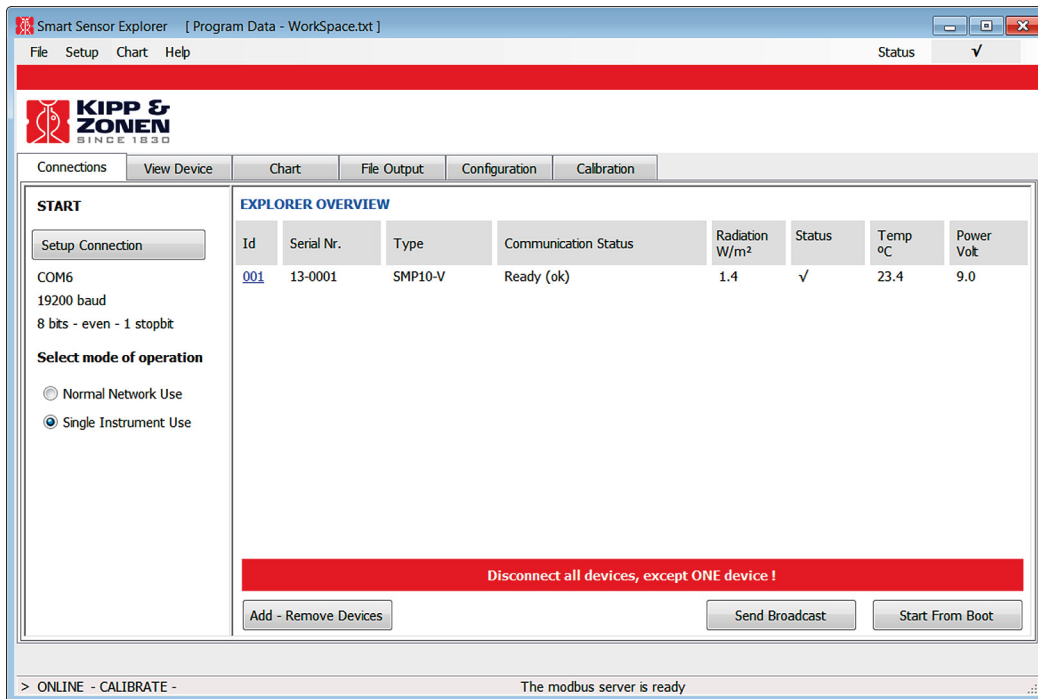 Smart Sensor Explorer [ Program Data - WorkSpace.txt ]
File Setup Chart Help Status √
KIPP &
ZONEN
SINCE 1830
Connections View Device Chart File Output Configuration Calibration
START
Setup Connection
COM6
19200 baud
8 bits - even - 1 stopbit
Select mode of operation
Normal Network Use
Single Instrument Use
EXPLORER OVERVIEW
Id Serial Nr. Type Communication Status Radiation W/m² Status Temp ºC Power Volt
001 13-0001 SMP10-V Ready (ok) 1.4 √ 23.4 9.0
Disconnect all devices, except ONE device !
Add - Remove Devices Send Broadcast Start From Boot
> ONLINE - CALIBRATE - The modbus server is ready